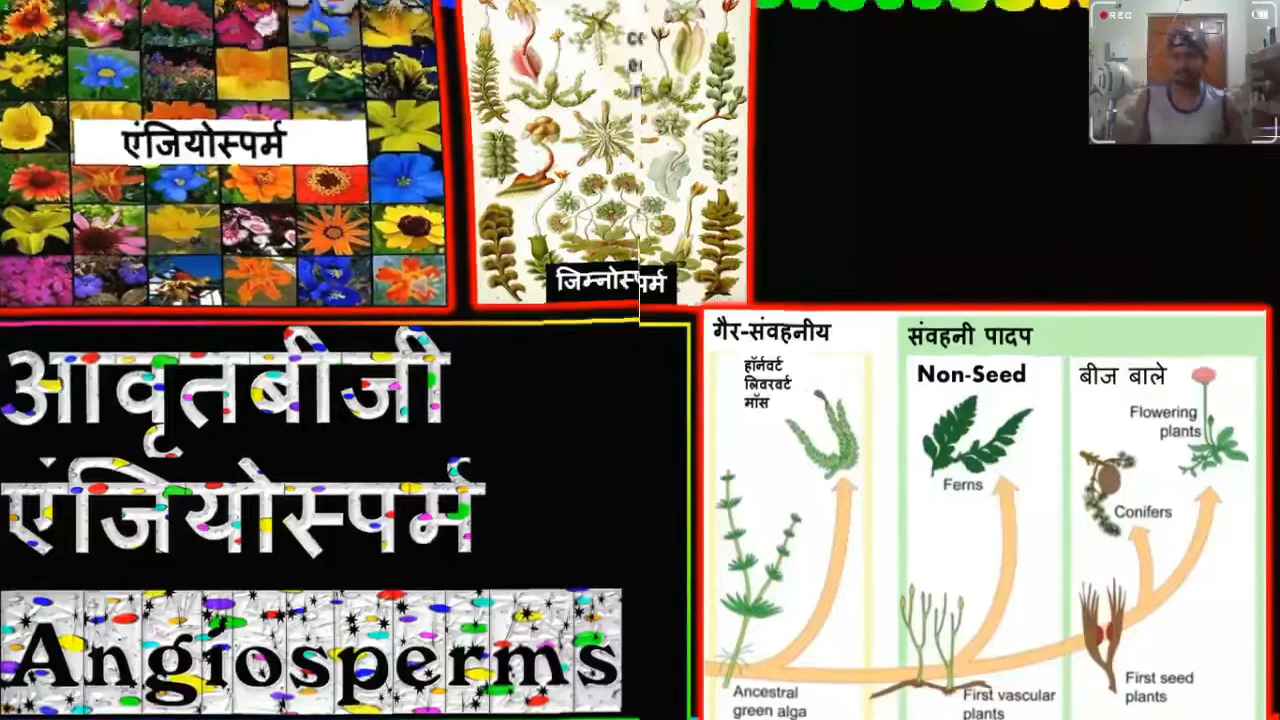 REC
एंजियोस्पर्म
जिम्नोस्पर्म
आवृतबीजी
एंजियोस्पर्म
Angiosperms
गैर-संवहनीय
संवहनी पादप
हॉर्नवर्ट
लिवरवर्ट
मॉस
Non-Seed
बीज बाले
Flowering
plants
Ferns
Conifers
Ancestral
green alga
First vascular
plants
First seed
plants